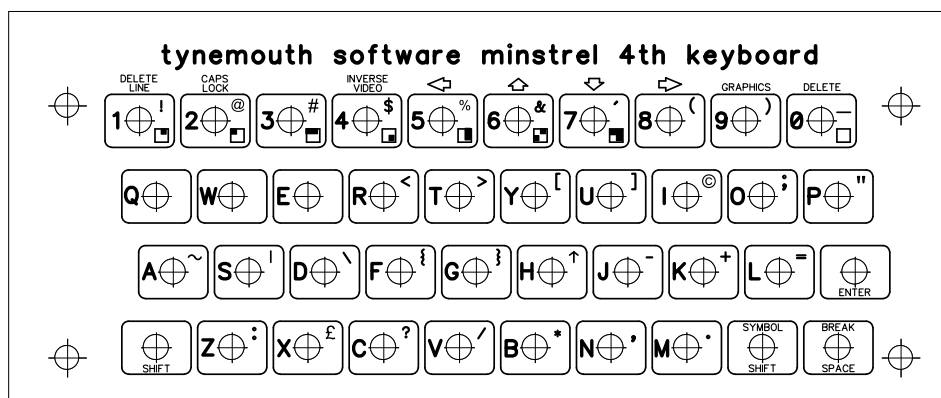 tynemouth software minstrel 4th keyboard
DELETE LINE CAPS LOCK INVERSE VIDEO ⇦ ⇧ ⇩ ⇨ GRAPHICS DELETE
1 ! 2 @ 3 # 4 $ 5 % 6 & 7 ' 8 ( 9 ) 0 _
Q W E R < T > Y [ U ] I © O ; P "
A ~ S | D \ F { G } H ↑ J - K + L = ENTER
SHIFT Z : X £ C ? V / B * N , M . SYMBOL SHIFT BREAK SPACE